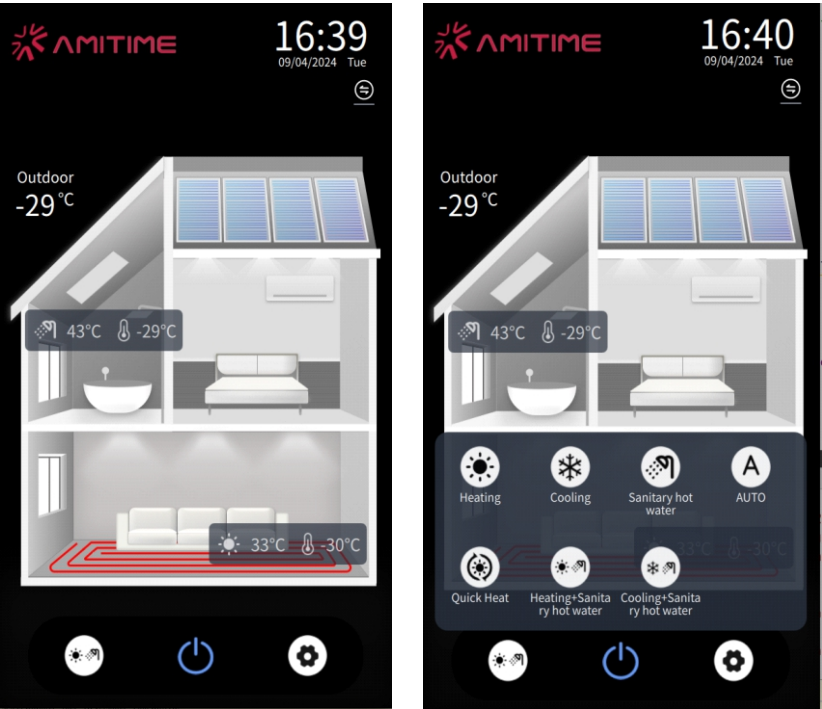 AMITIME
16:39
09/04/2024 Tue
Outdoor
-29°C
43°C -29°C
33°C -30°C
AMITIME
16:40
09/04/2024 Tue
Outdoor
-29°C
43°C -29°C
Heating
Cooling
Sanitary hot
water
A
AUTO
33°C -30°C
Quick Heat
Heating+Sanita
ry hot water
Cooling+Sanita
ry hot water